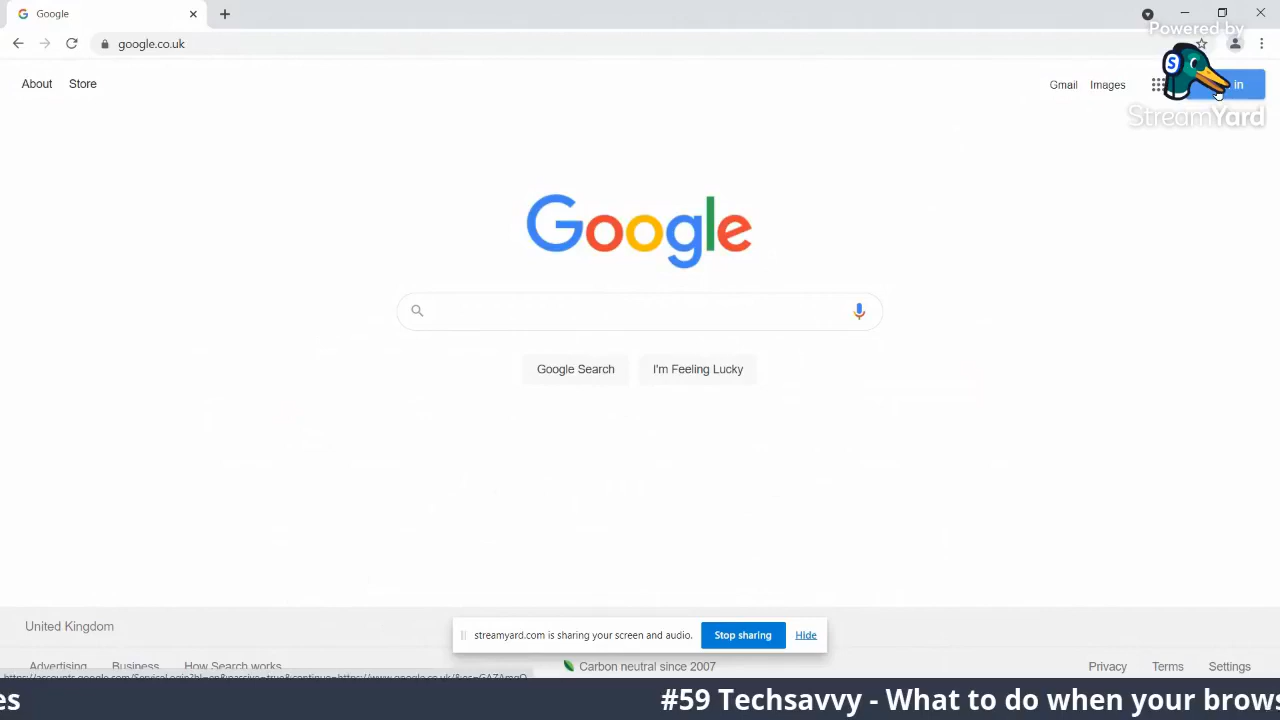 Google
google.co.uk
Powered by
About
Store
Gmail
Images
in
S
StreamYard
Google
Google Search
I'm Feeling Lucky
United Kingdom
streamyard.com is sharing your screen and audio.
Stop sharing
Hide
Advertising
Business
How Search works
Carbon neutral since 2007
Privacy
Terms
Settings
es
#59 Techsavvy - What to do when your brows